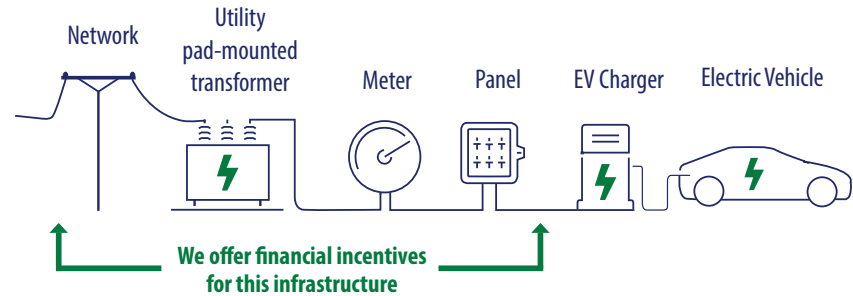 Network
Utility
pad-mounted
transformer
Meter
Panel
EV Charger
Electric Vehicle
We offer financial incentives
for this infrastructure